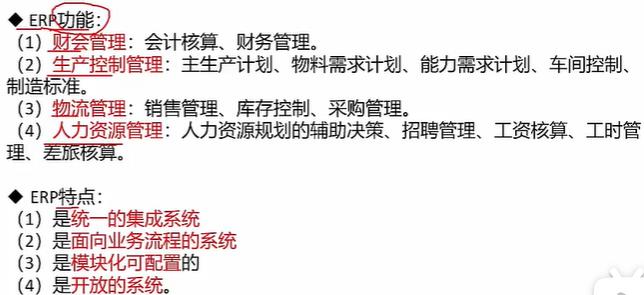 ◆ ERP功能：
（1）财会管理：会计核算、财务管理。
（2）生产控制管理：主生产计划、物料需求计划、能力需求计划、车间控制、
制造标准。
（3）物流管理：销售管理、库存控制、采购管理。
（4）人力资源管理：人力资源规划的辅助决策、招聘管理、工资核算、工时管
理、差旅核算。
◆ ERP特点：
（1）是统一的集成系统
（2）是面向业务流程的系统
（3）是模块化可配置的
（4）是开放的系统。